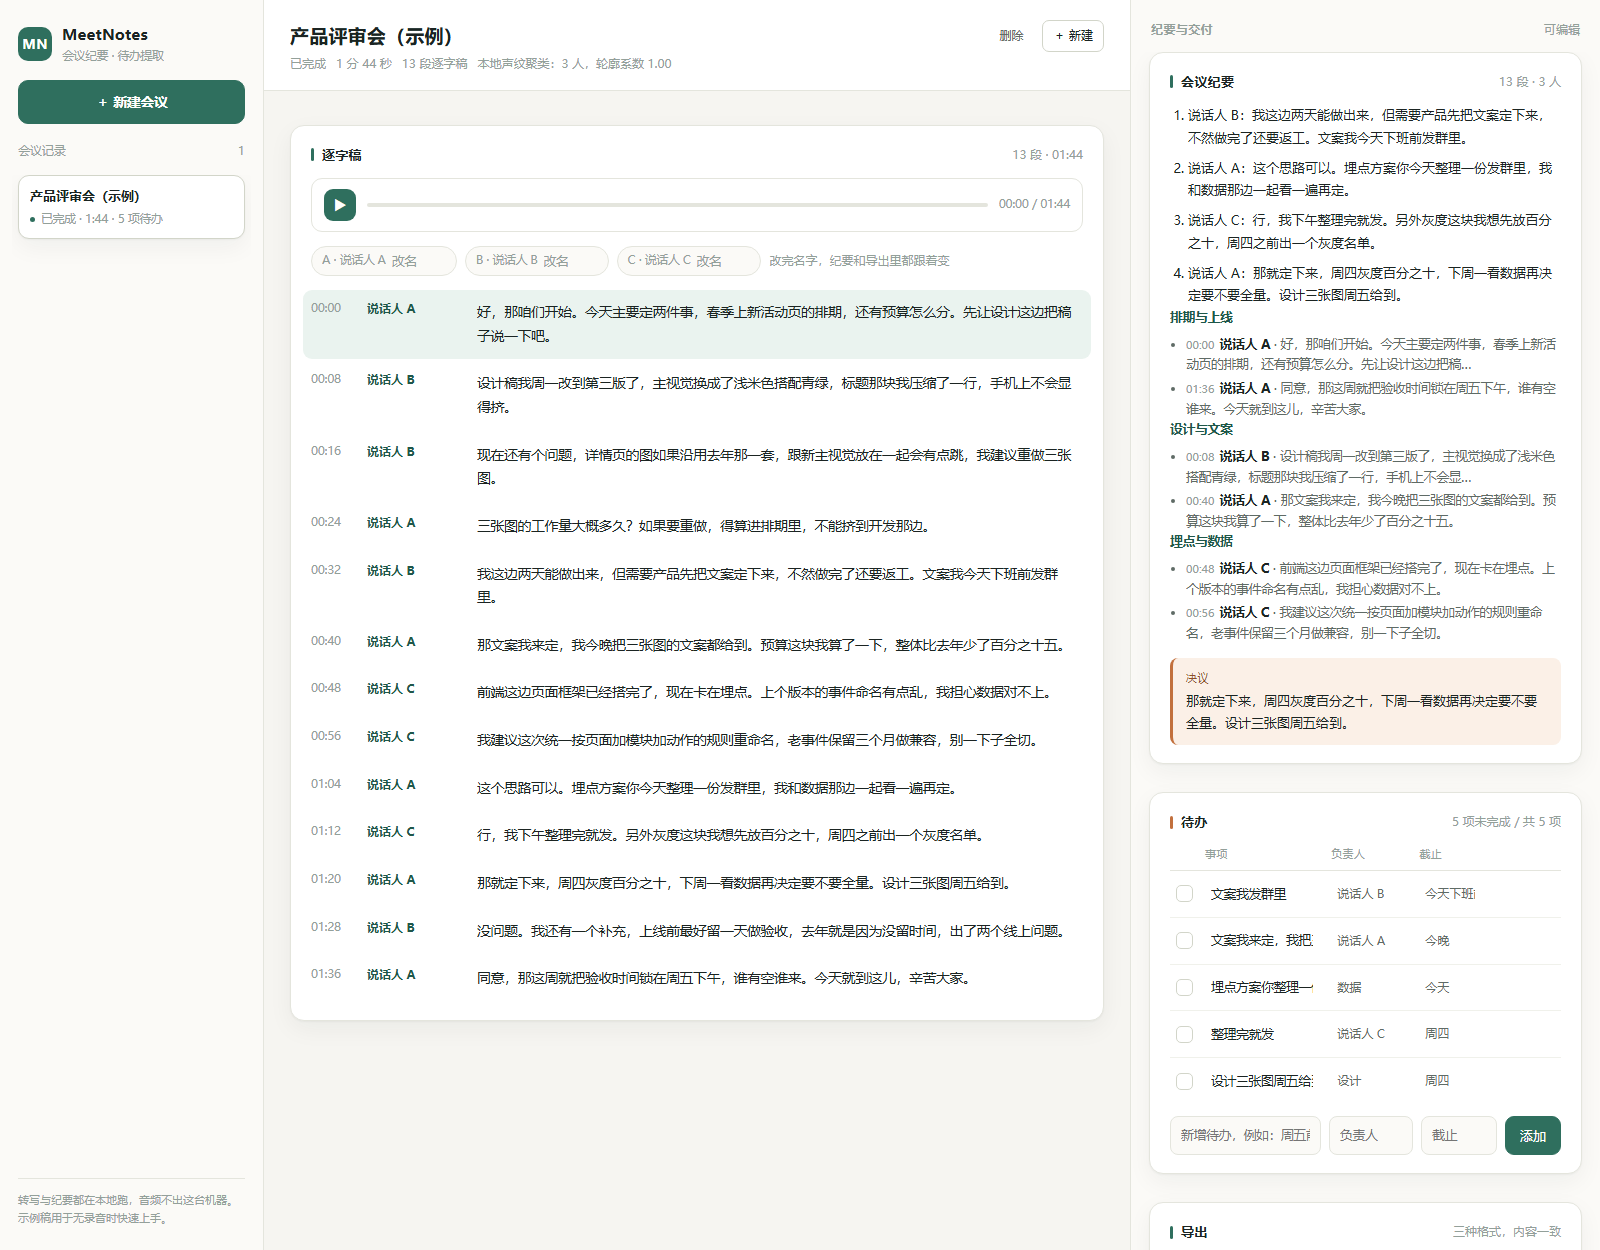 MN
MeetNotes
会议纪要 · 待办提取
+ 新建会议
会议记录 1
产品评审会（示例）
已完成 · 1:44 · 5 项待办
转写与纪要都在本地跑，音频不出这台机器。
示例稿用于无录音时快速上手。
产品评审会（示例）
删除
+ 新建
已完成 1 分 44 秒 13 段逐字稿 本地声纹聚类：3 人，轮廓系数 1.00
逐字稿 13 段 · 01:44
00:00 / 01:44
A · 说话人 A 改名
B · 说话人 B 改名
C · 说话人 C 改名
改完名字，纪要和导出里都跟着变
00:00 说话人 A 好，那咱们开始。今天主要定两件事，春季上新活动页的排期，还有预算怎么分。先让设计这边把稿
子说一下吧。
00:08 说话人 B 设计稿我周一改到第三版了，主视觉换成了浅米色搭配青绿，标题那块我压缩了一行，手机上不会显
得挤。
00:16 说话人 B 现在还有个问题，详情页的图如果沿用去年那一套，跟新主视觉放在一起会有点跳，我建议重做三张
图。
00:24 说话人 A 三张图的工作量大概多久？如果要重做，得算进排期里，不能挤到开发那边。
00:32 说话人 B 我这边两天能做出来，但需要产品先把文案定下来，不然做完了还要返工。文案我今天下班前发群
里。
00:40 说话人 A 那文案我来定，我今晚把三张图的文案都给到。预算这块我算了一下，整体比去年少了百分之十五。
00:48 说话人 C 前端这边页面框架已经搭完了，现在卡在埋点。上个版本的事件命名有点乱，我担心数据对不上。
00:56 说话人 C 我建议这次统一按页面加模块加动作的规则重命名，老事件保留三个月做兼容，别一下子全切。
01:04 说话人 A 这个思路可以。埋点方案你今天整理一份发群里，我和数据那边一起看一遍再定。
01:12 说话人 C 行，我下午整理完就发。另外灰度这块我想先放百分之十，周四之前出一个灰度名单。
01:20 说话人 A 那就定下来，周四灰度百分之十，下周一看数据再决定要不要全量。设计三张图周五给到。
01:28 说话人 B 没问题。我还有一个补充，上线前最好留一天做验收，去年就是因为没留时间，出了两个线上问题。
01:36 说话人 A 同意，那这周就把验收时间锁在周五下午，谁有空谁来。今天就到这儿，辛苦大家。
纪要与交付 可编辑
会议纪要 13 段 · 3 人
1. 说话人 B：我这边两天能做出来，但需要产品先把文案定下来，
不然做完了还要返工。文案我今天下班前发群里。
2. 说话人 A：这个思路可以。埋点方案你今天整理一份发群里，我
和数据那边一起看一遍再定。
3. 说话人 C：行，我下午整理完就发。另外灰度这块我想先放百分
之十，周四之前出一个灰度名单。
4. 说话人 A：那就定下来，周四灰度百分之十，下周一看数据再决
定要不要全量。设计三张图周五给到。
排期与上线
• 00:00 说话人 A · 好，那咱们开始。今天主要定两件事，春季上新活
动页的排期，还有预算怎么分。先让设计这边把稿...
• 01:36 说话人 A · 同意，那这周就把验收时间锁在周五下午，谁有空
谁来。今天就到这儿，辛苦大家。
设计与文案
• 00:08 说话人 B · 设计稿我周一改到第三版了，主视觉换成了浅米色
搭配青绿，标题那块我压缩了一行，手机上不会显...
• 00:40 说话人 A · 那文案我来定，我今晚把三张图的文案都给到。预
算这块我算了一下，整体比去年少了百分之十五。
埋点与数据
• 00:48 说话人 C · 前端这边页面框架已经搭完了，现在卡在埋点。上
个版本的事件命名有点乱，我担心数据对不上。
• 00:56 说话人 C · 我建议这次统一按页面加模块加动作的规则重命
名，老事件保留三个月做兼容，别一下子全切。
决议
那就定下来，周四灰度百分之十，下周一看数据再决定要不要
全量。设计三张图周五给到。
待办 5 项未完成 / 共 5 项
事项 负责人 截止
文案我发群里 说话人 B 今天下班
文案我来定，我把 说话人 A 今晚
埋点方案你整理一 数据 今天
整理完就发 说话人 C 周四
设计三张图周五给 设计 周四
新增待办，例如：周五 负责人 截止 添加
导出 三种格式，内容一致